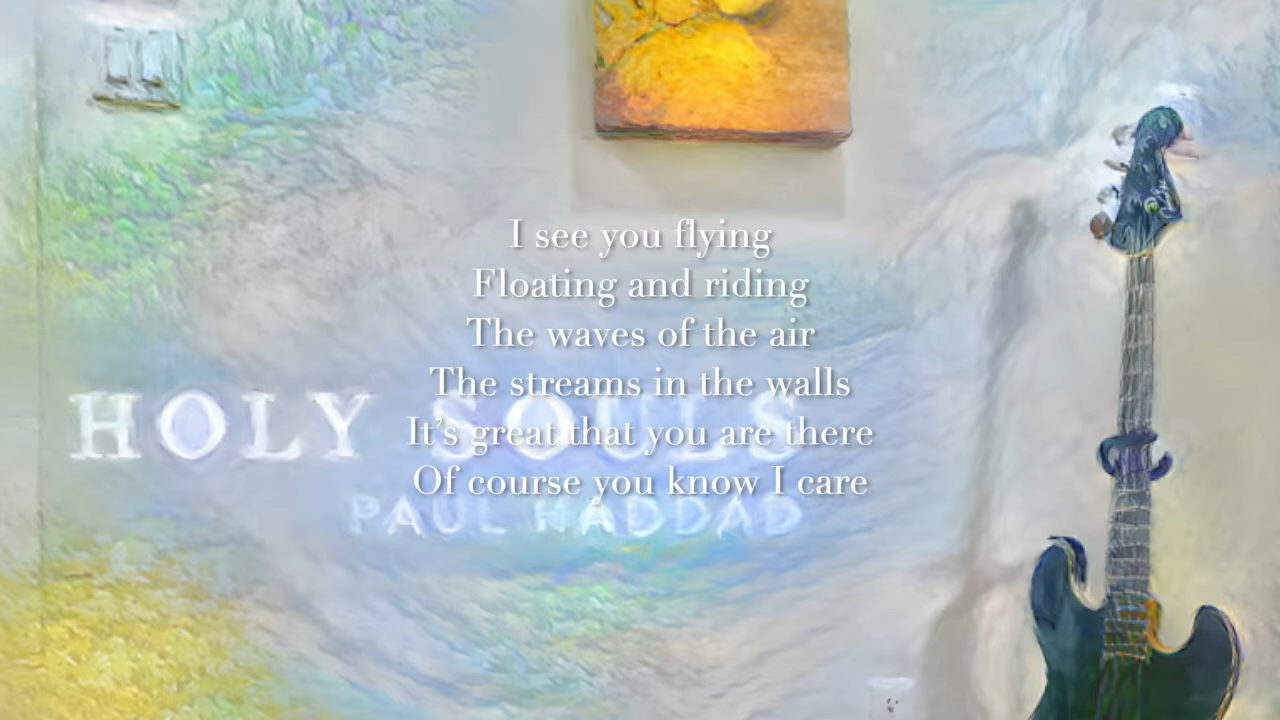 I see you flying
Floating and riding
The waves of the air
The streams in the walls
HOLY SOULS
It's great that you are there
Of course you know I care
PAUL HADDAD